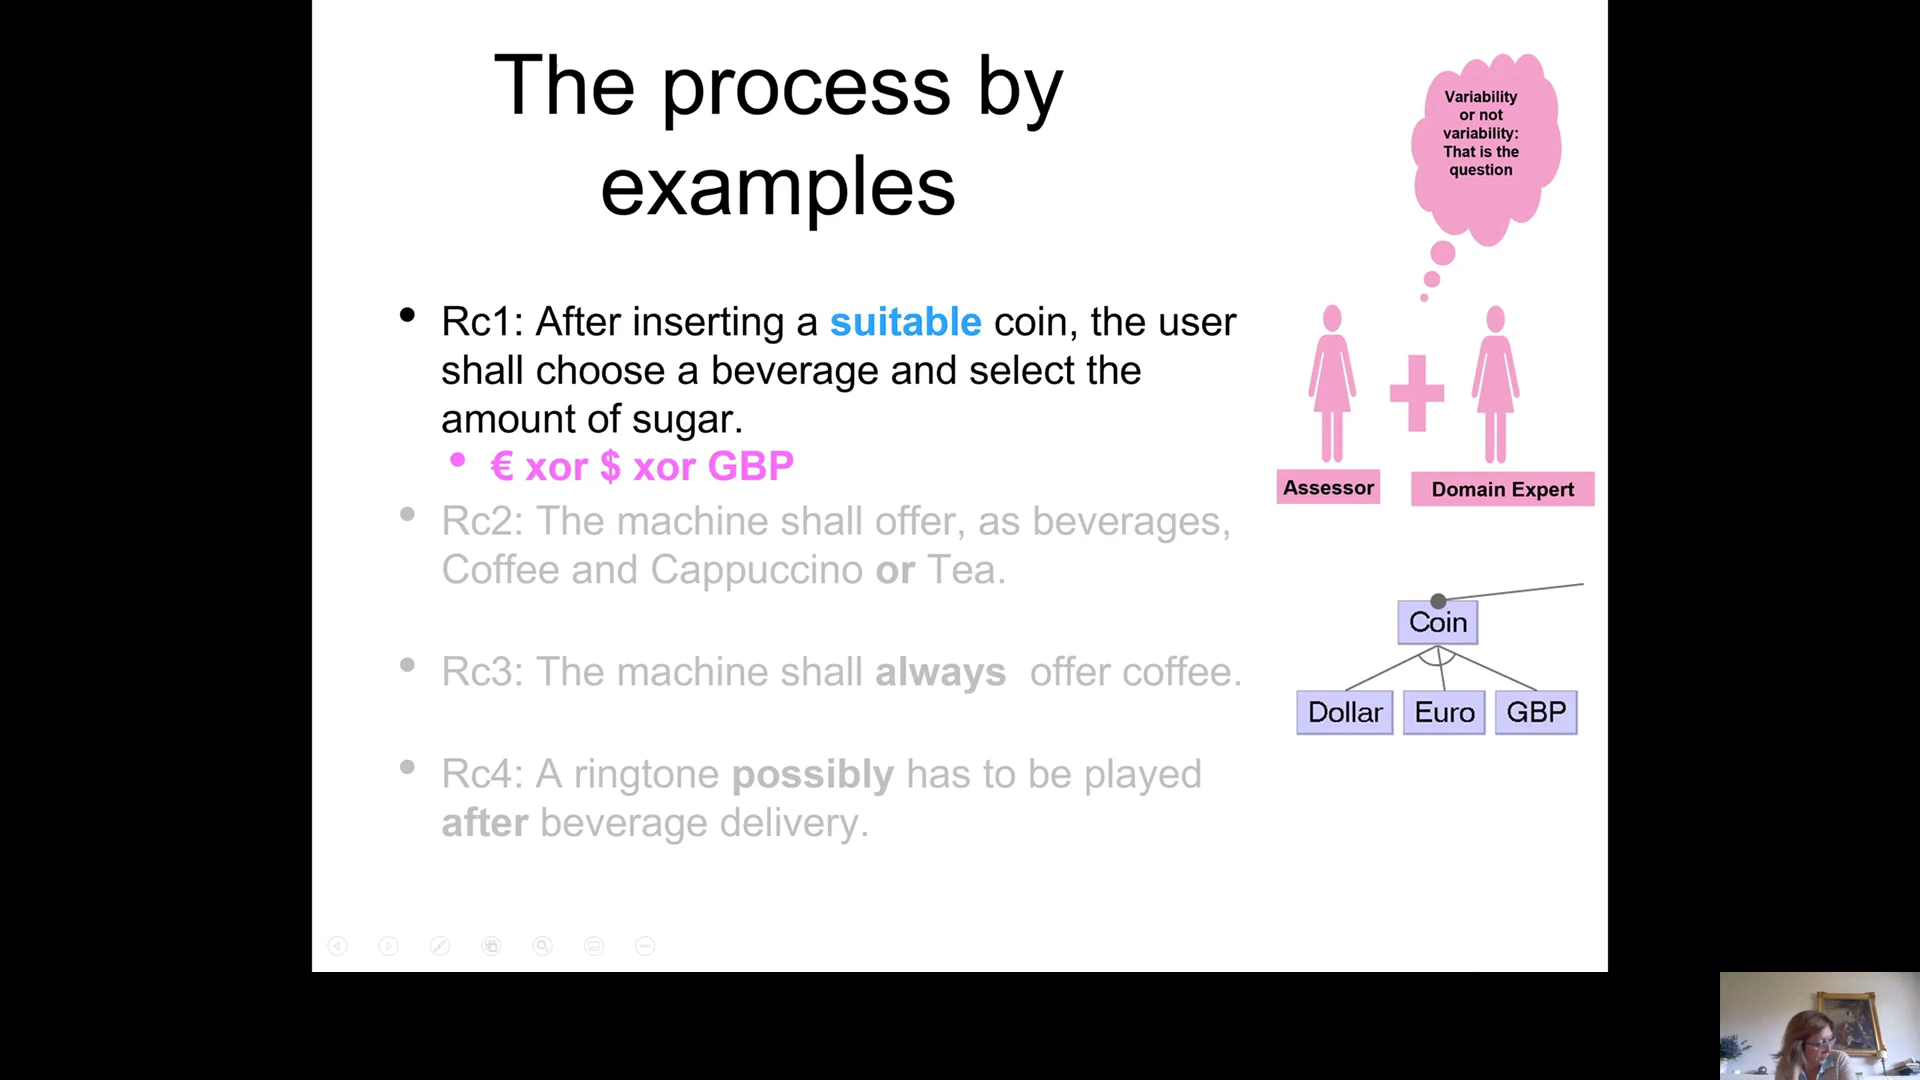 The process by
examples
Variability
or not
variability:
That is the
question
• Rc1: After inserting a suitable coin, the user
shall choose a beverage and select the
amount of sugar.
• € xor $ xor GBP
• Rc2: The machine shall offer, as beverages,
Coffee and Cappuccino or Tea.
• Rc3: The machine shall always offer coffee.
• Rc4: A ringtone possibly has to be played
after beverage delivery.
Assessor
Domain Expert
Coin
Dollar
Euro
GBP